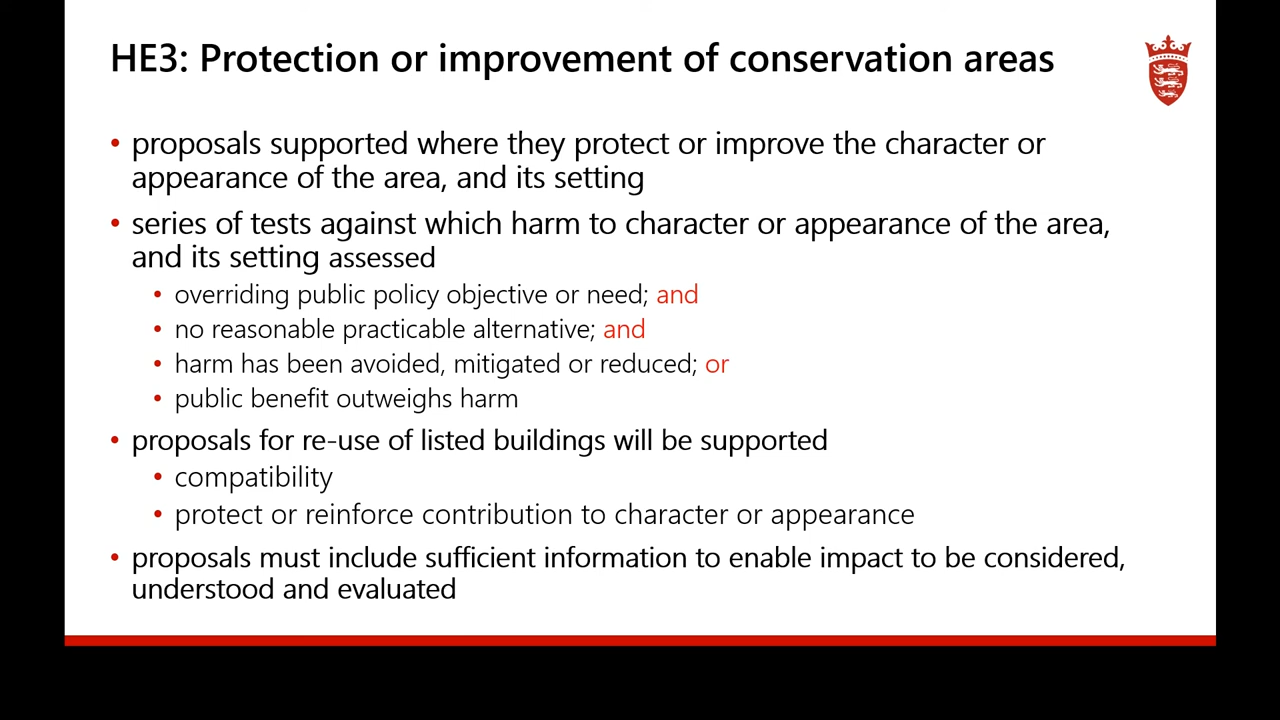 HE3: Protection or improvement of conservation areas
• proposals supported where they protect or improve the character or
appearance of the area, and its setting
• series of tests against which harm to character or appearance of the area,
and its setting assessed
• overriding public policy objective or need; and
• no reasonable practicable alternative; and
• harm has been avoided, mitigated or reduced; or
• public benefit outweighs harm
• proposals for re-use of listed buildings will be supported
• compatibility
• protect or reinforce contribution to character or appearance
• proposals must include sufficient information to enable impact to be considered,
understood and evaluated